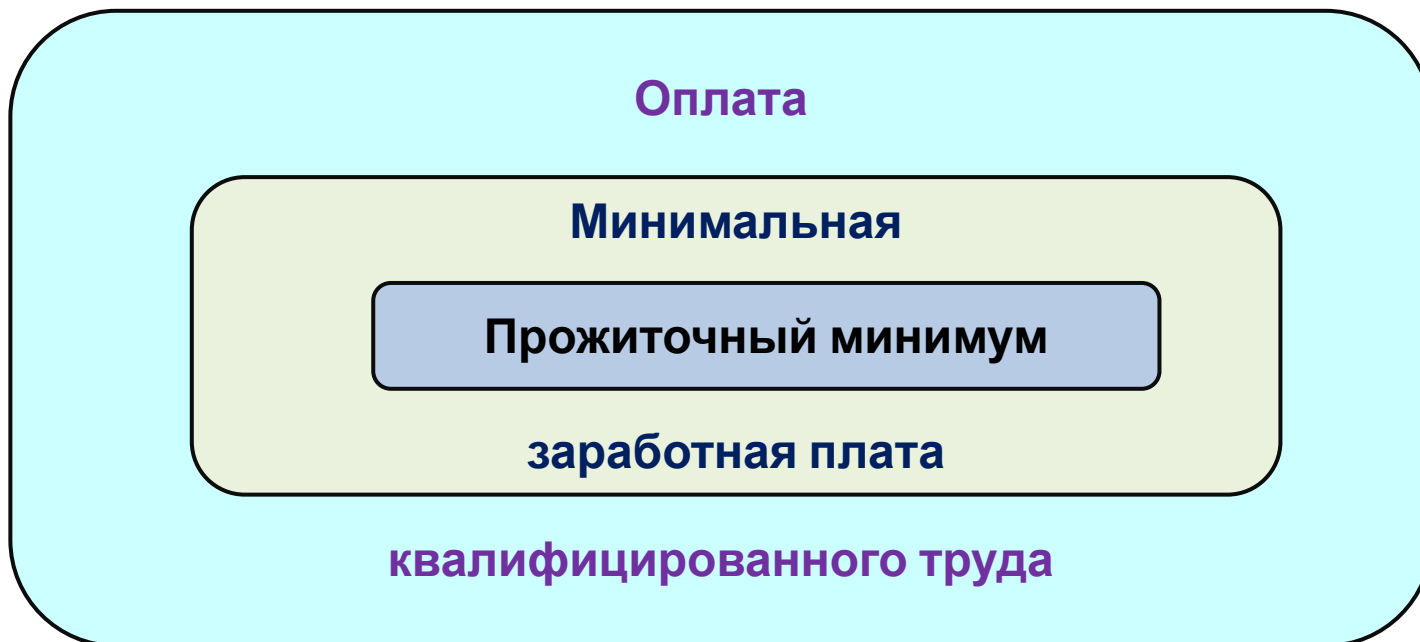 Оплата
Минимальная
Прожиточный минимум
заработная плата
квалифицированного труда